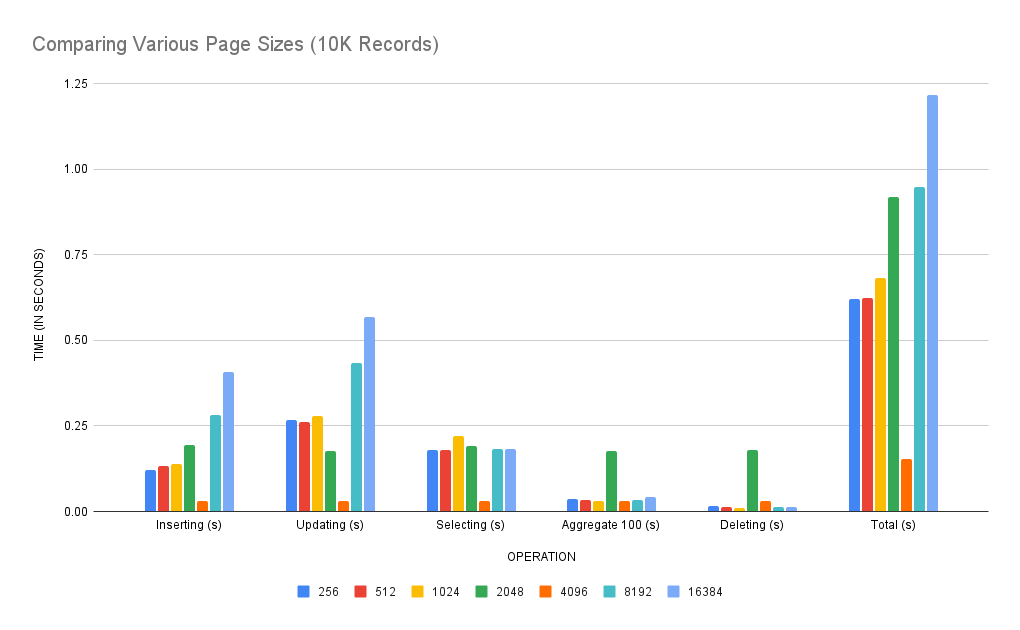 Comparing Various Page Sizes (10K Records)
1.25
1.00
0.75
0.50
0.25
0.00
TIME (IN SECONDS)
Inserting (s) Updating (s) Selecting (s) Aggregate 100 (s) Deleting (s) Total (s)
OPERATION
256 512 1024 2048 4096 8192 16384